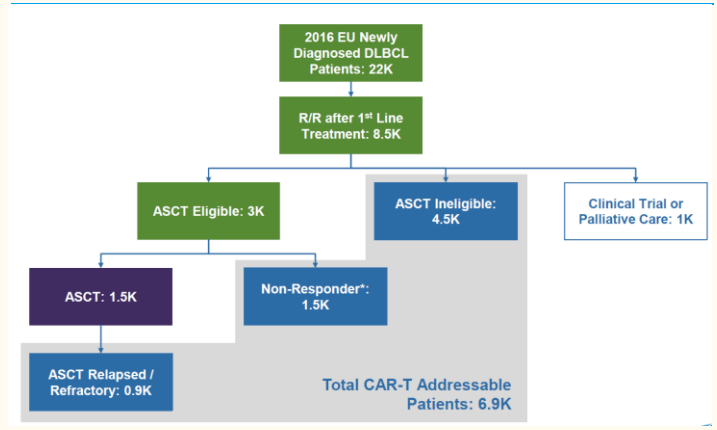 2016 EU Newly
Diagnosed DLBCL
Patients: 22K
R/R after 1st Line
Treatment: 8.5K
ASCT Eligible: 3K
ASCT Ineligible:
4.5K
Clinical Trial or
Palliative Care: 1K
ASCT: 1.5K
Non-Responder*:
1.5K
ASCT Relapsed /
Refractory: 0.9K
Total CAR-T Addressable
Patients: 6.9K